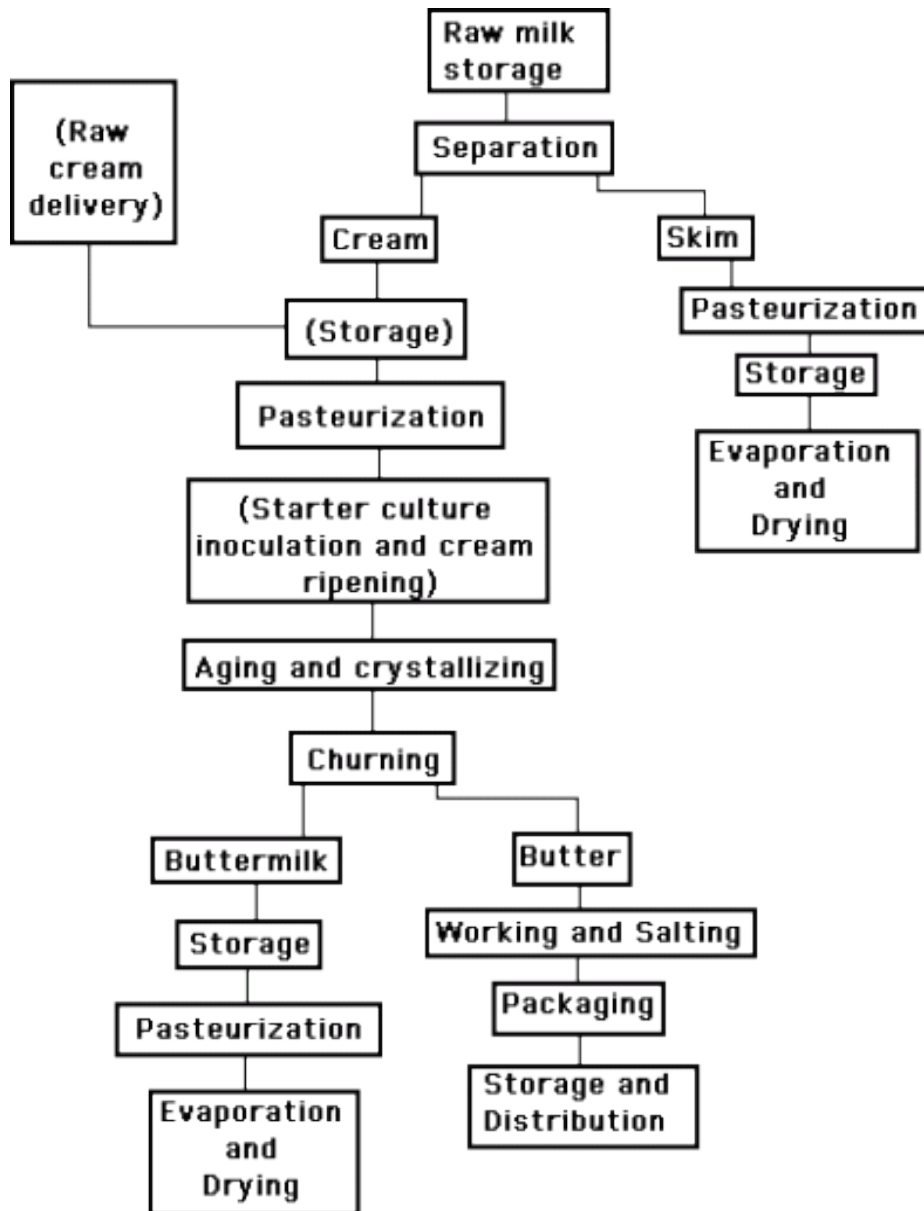 Raw milk
storage
(Raw
cream
delivery)
Separation
Cream
Skim
(Storage)
Pasteurization
Storage
Evaporation
and
Drying
Pasteurization
(Starter culture
inoculation and cream
ripening)
Aging and crystallizing
Churning
Buttermilk
Butter
Storage
Working and Salting
Pasteurization
Packaging
Evaporation
and
Drying
Storage and
Distribution